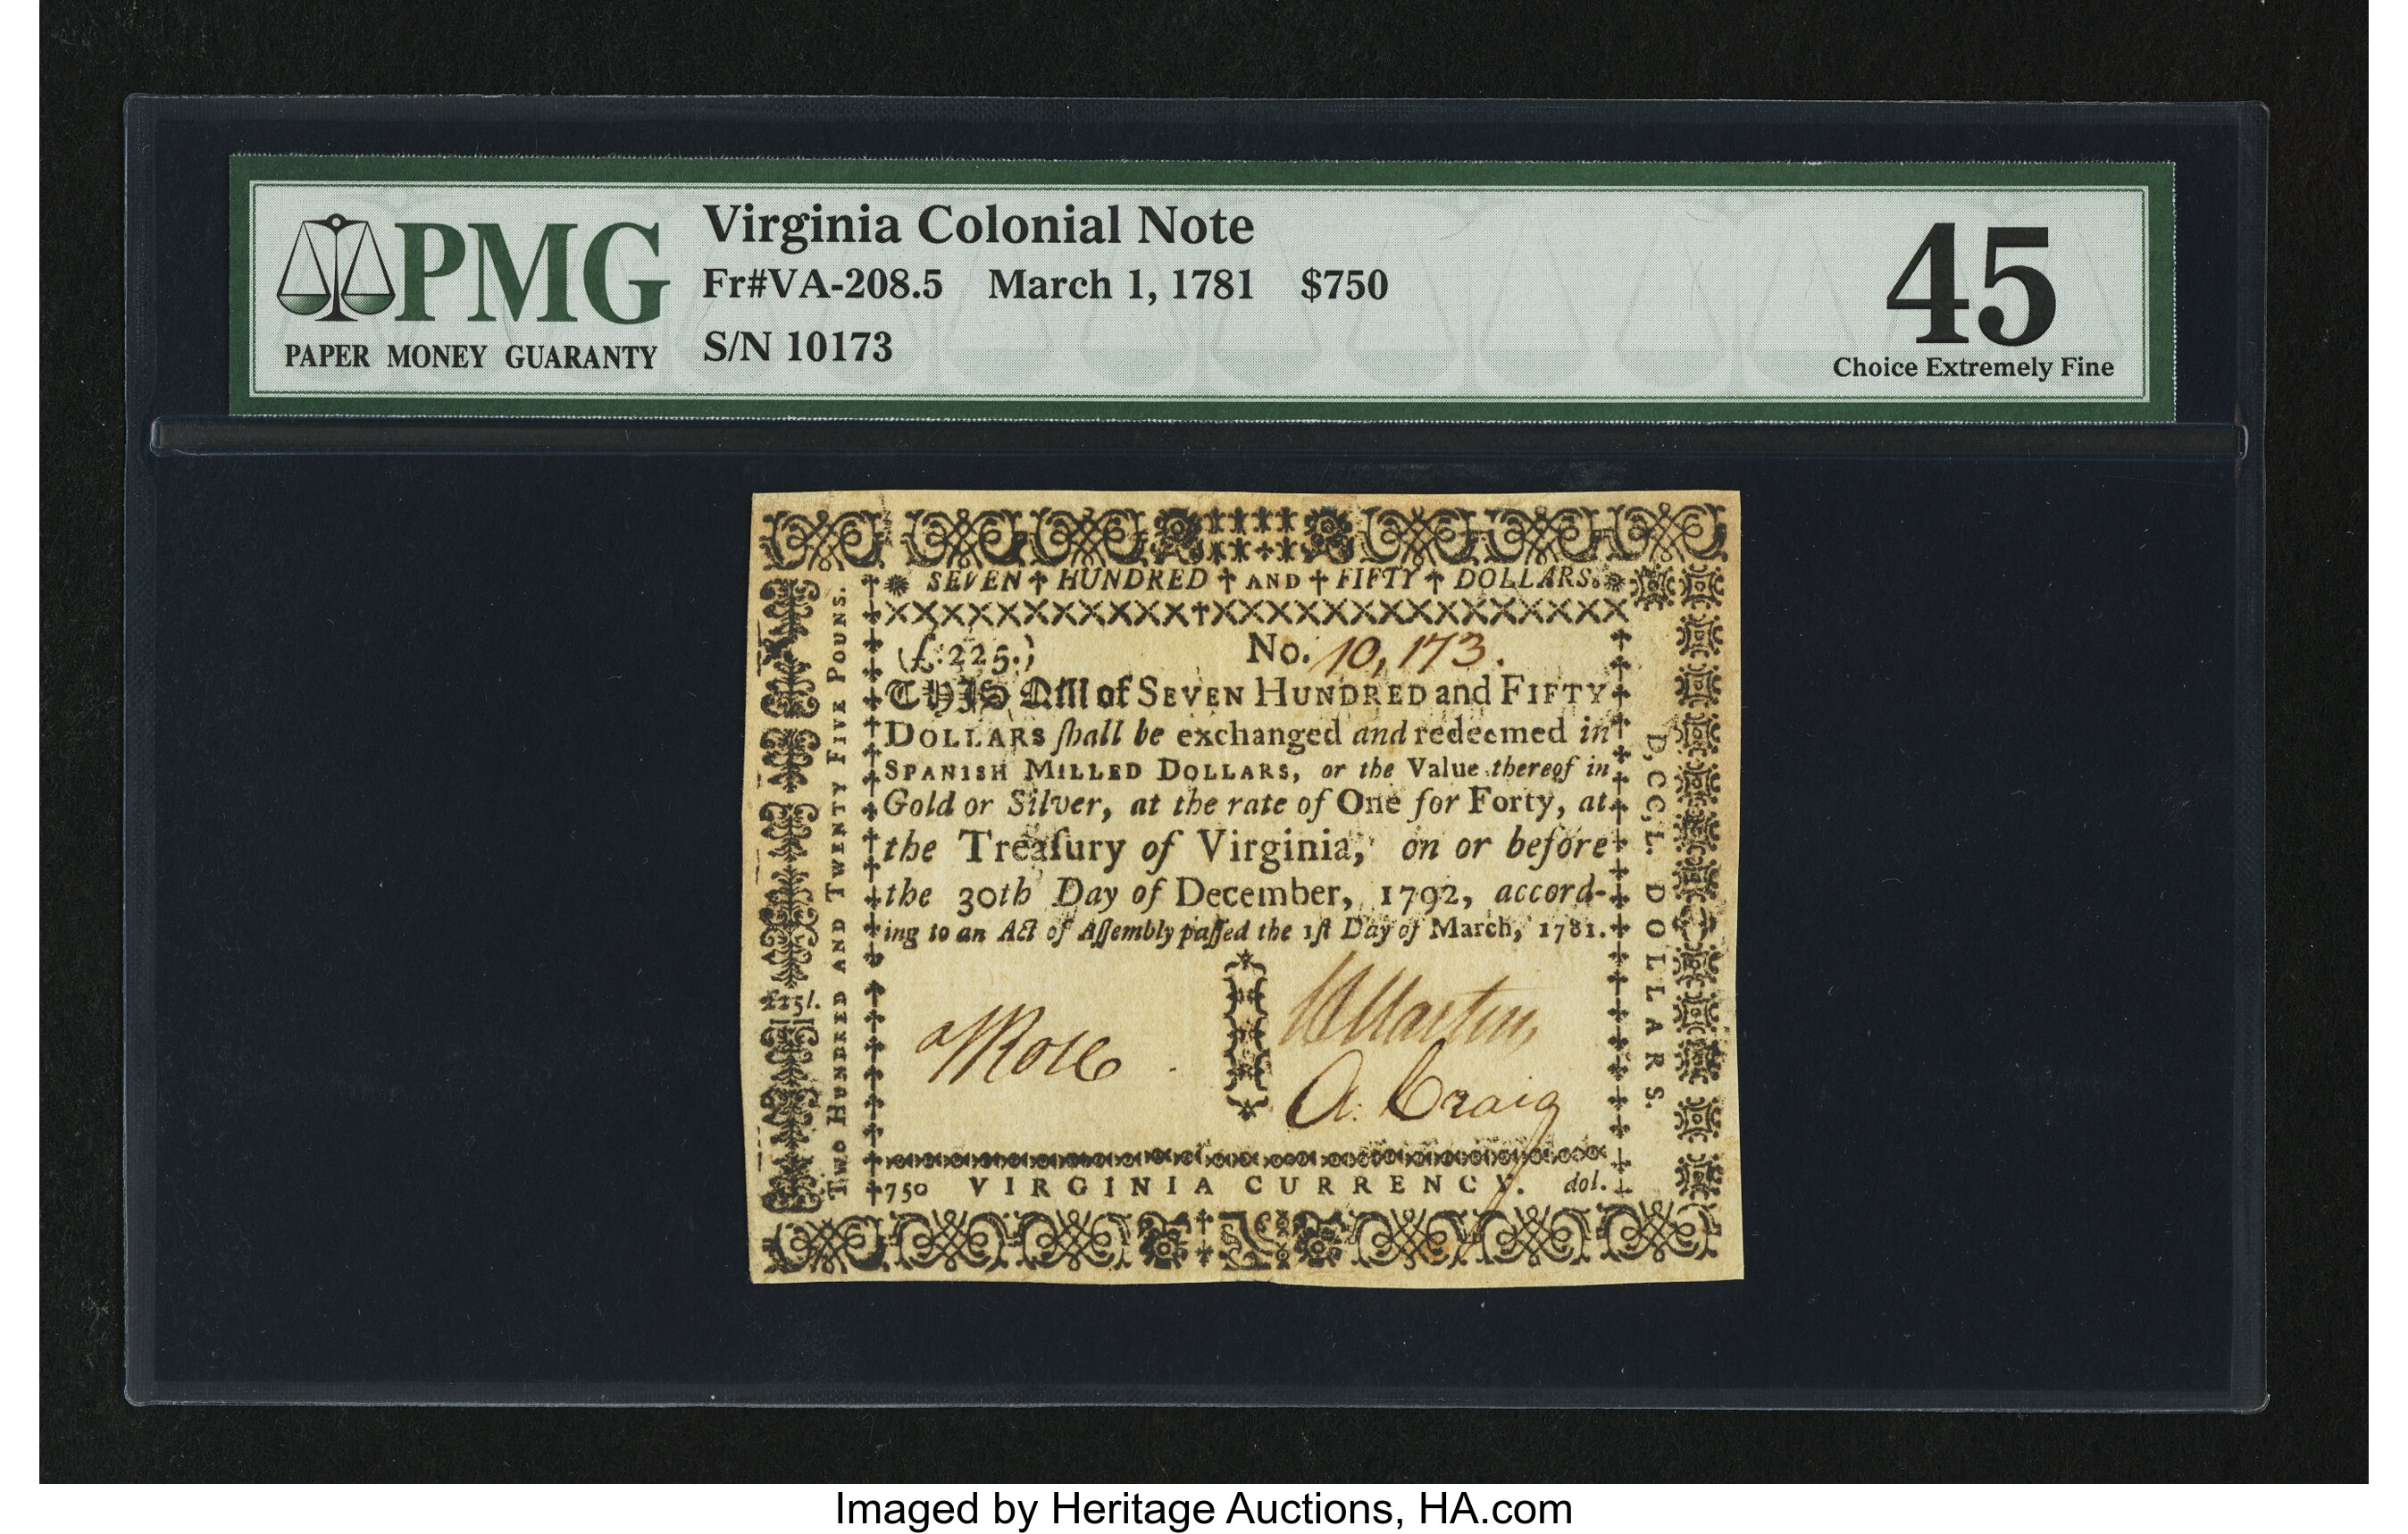 PMG
PAPER MONEY GUARANTY
Virginia Colonial Note
Fr#VA-208.5 March 1, 1781 $750
S/N 10173
45
Choice Extremely Fine
SEVEN HUNDRED AND FIFTY DOLLARS.
(£:225.) No. 10,173.
THIS Bill of SEVEN HUNDRED and FIFTY
DOLLARS ſhall be exchanged and redeemed in
SPANISH MILLED DOLLARS, or the Value thereof in
Gold or Silver, at the rate of One for Forty, at
the Treaſury of Virginia, on or before
the 30th Day of December, 1792, accord-
ing to an Act of Aſſembly paſſed the 1ſt Day of March, 1781.
TWO HUNDRED AND TWENTY FIVE POUNS.
D,CC,L. DOLLARS.
A. Craig
750 VIRGINIA CURRENCY. dol.
Imaged by Heritage Auctions, HA.com